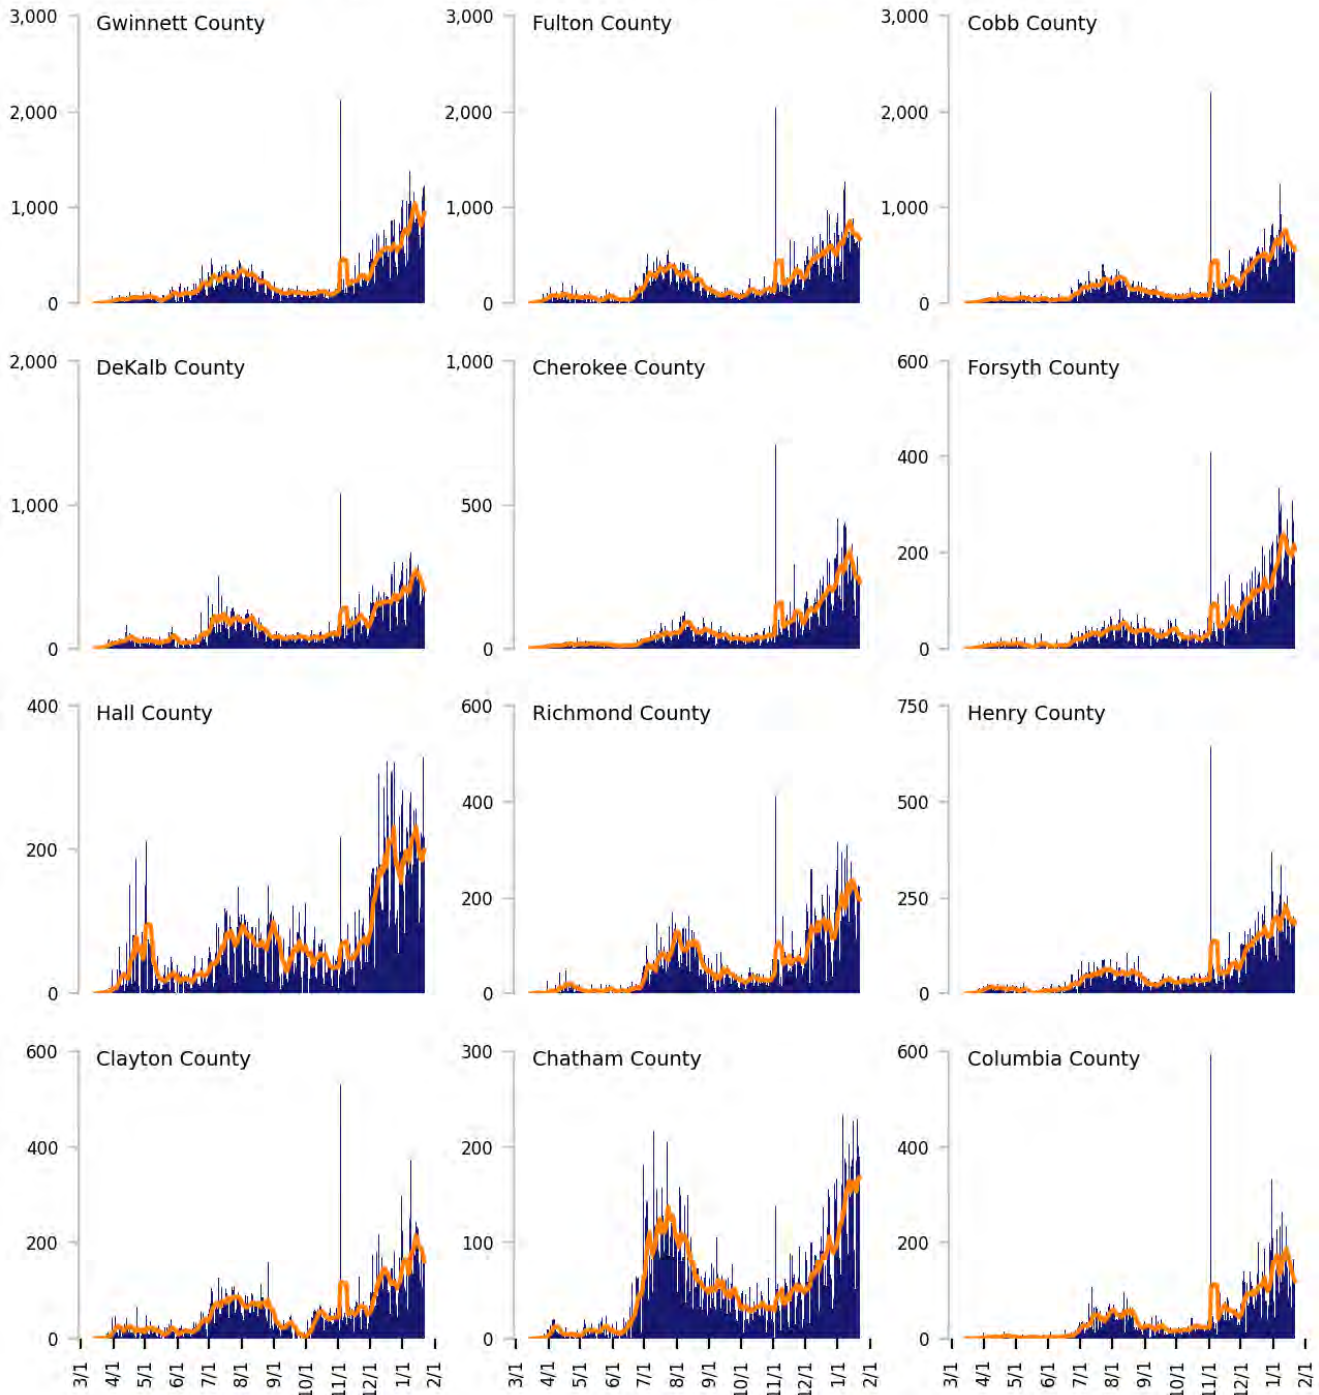 3,000 Gwinnett County 3,000 Fulton County 3,000 Cobb County
2,000 2,000 2,000
1,000 1,000 1,000
0 0 0
2,000 DeKalb County 1,000 Cherokee County 600 Forsyth County
400
1,000 500
200
0 0 0
400 Hall County 600 Richmond County 750 Henry County
400 500
200
200 250
0 0 0
600 Clayton County 300 Chatham County 600 Columbia County
400 200 400
200 100 200
0 0 0
3/1 4/1 5/1 6/1 7/1 8/1 9/1 10/1 11/1 12/1 1/1 2/1 3/1 4/1 5/1 6/1 7/1 8/1 9/1 10/1 11/1 12/1 1/1 2/1 3/1 4/1 5/1 6/1 7/1 8/1 9/1 10/1 11/1 12/1 1/1 2/1